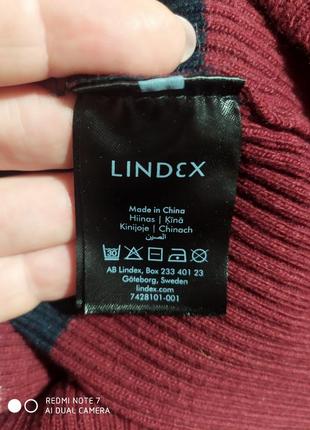 LINDEX
Made in China
Hiinas | Ķīnā
Kinijoje | Chinach
الصين
30
AB Lindex, Box 233 401 23
Göteborg, Sweden
lindex.com
7428101-001
REDMI NOTE 7
AI DUAL CAMERA